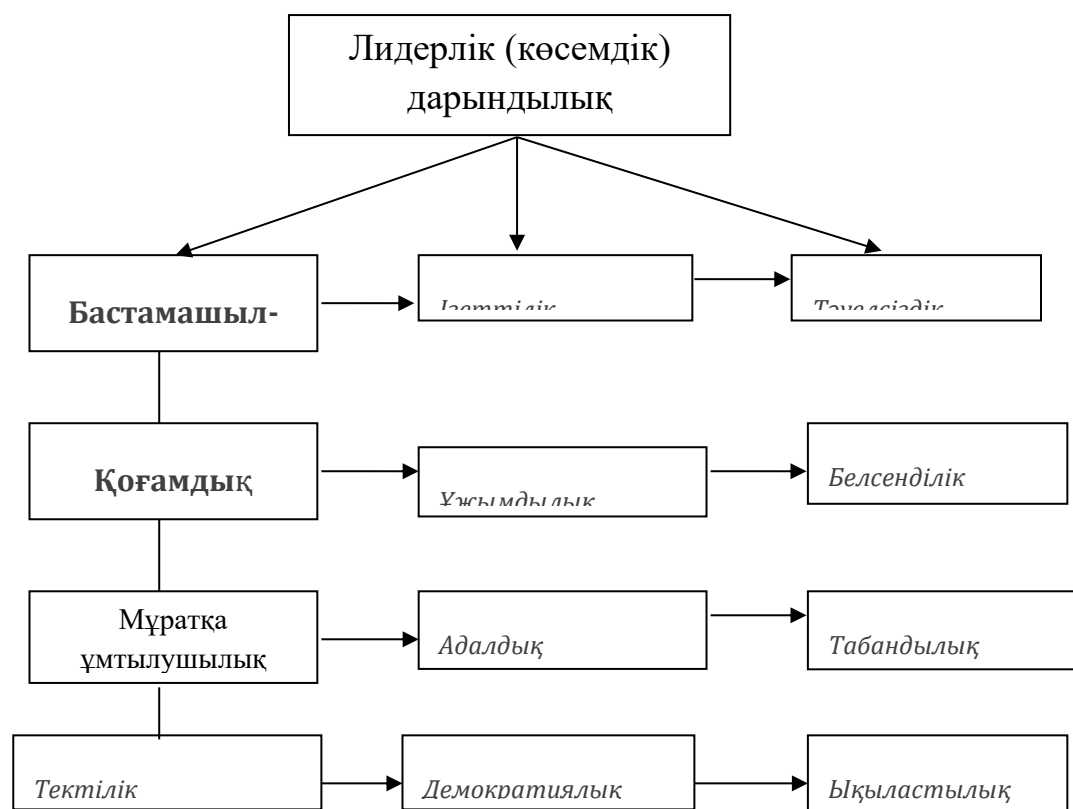 Лидерлік (көсемдік)
дарындылық
Бастамашыл-
Ізеттілік
Тәуелсіздік
Қоғамдық
Ұжымдылық
Белсенділік
Мұратқа
ұмтылушылық
Адалдық
Табандылық
Тектілік
Демократиялық
Ықыластылық